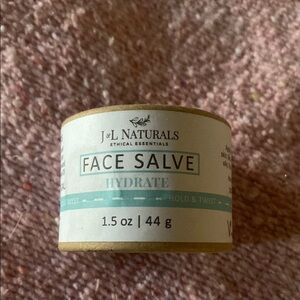 J&L NATURALS
ETHICAL ESSENTIALS
FACE SALVE
HYDRATE
HOLD & TWIST
1.5 oz | 44 g